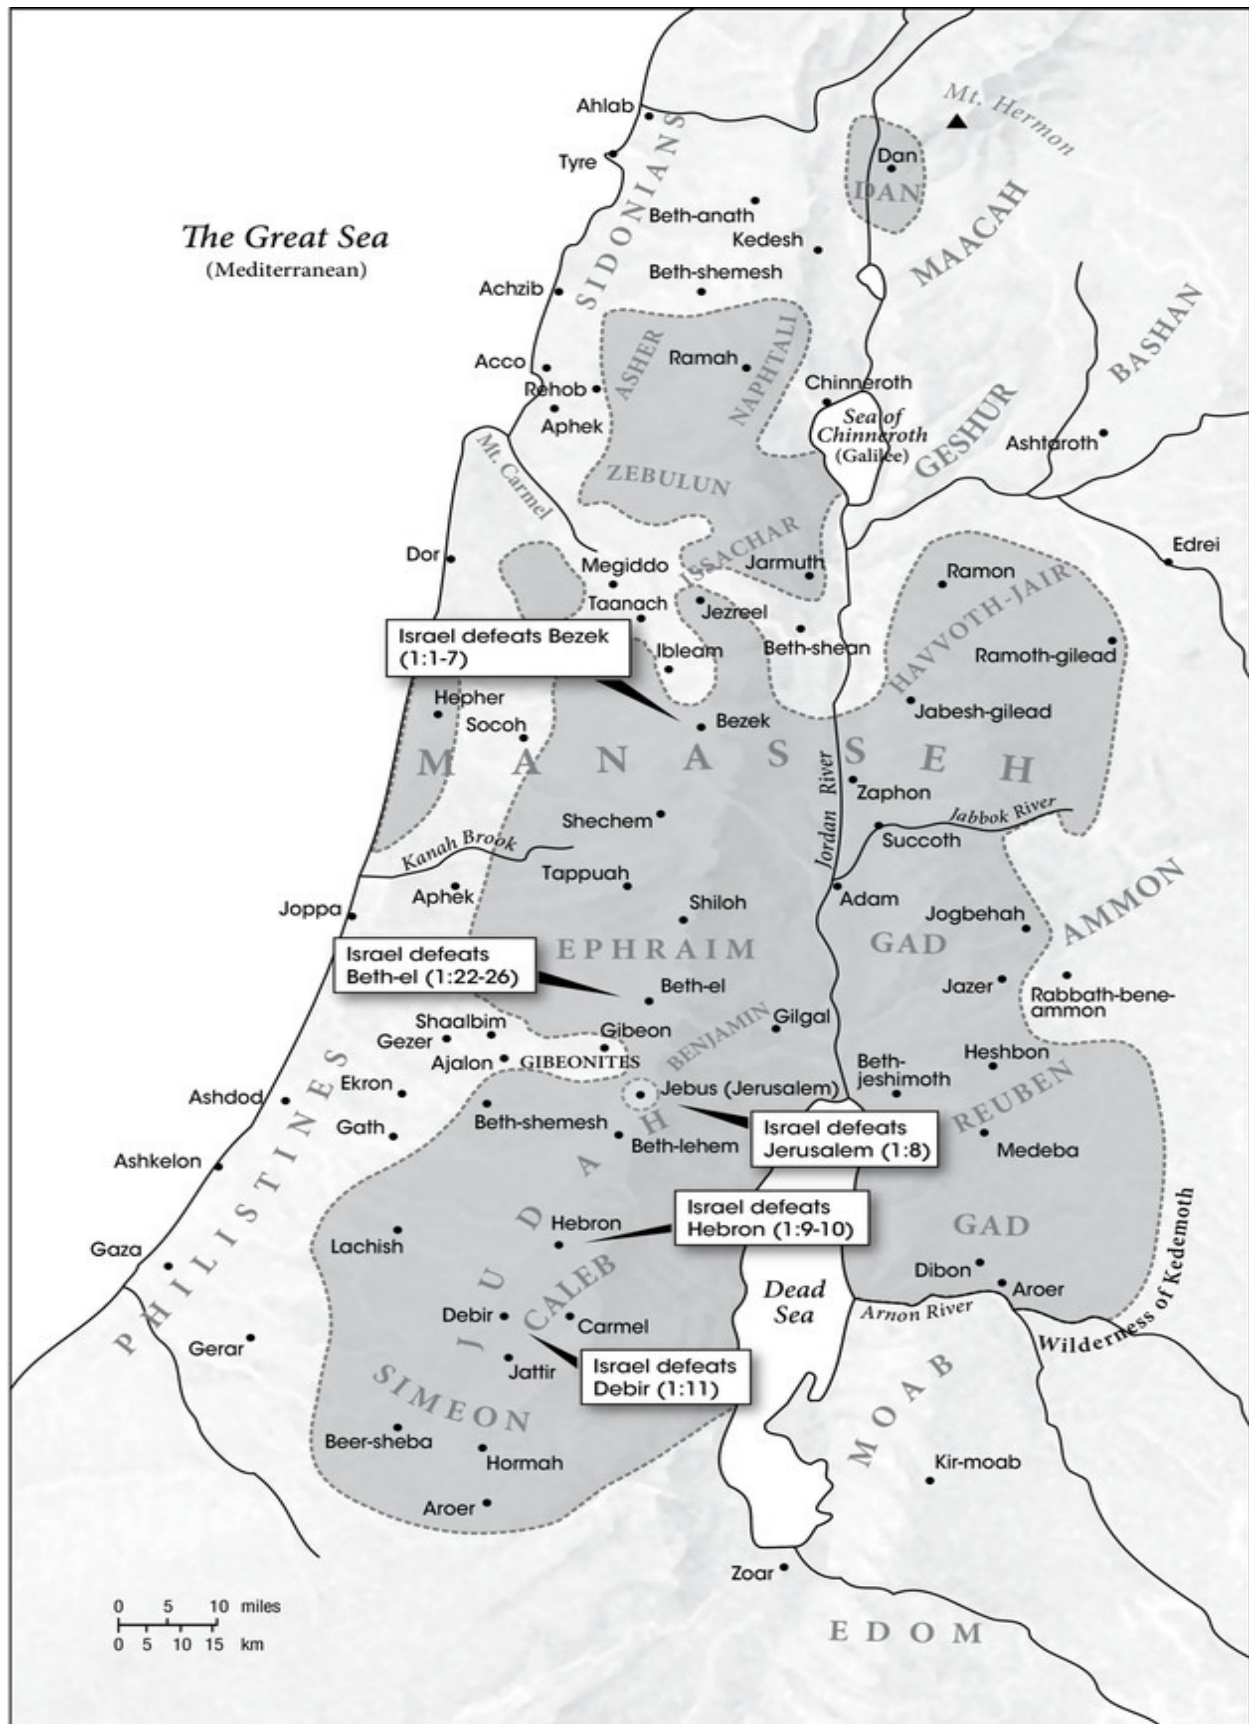 Ahlab
Mt. Hermon
Tyre
Dan
DAN
SIDONIANS
Beth-anath
Kedesh
MAACAH
The Great Sea
(Mediterranean)
Beth-shemesh
Achzib
BASHAN
ASHER
NAPHTALI
Ramah
Acco
Rehob
Chinneroth
Aphek
Sea of
Chinneroth
(Galilee)
GESHUR
Ashtaroth
Mt. Carmel
ZEBULUN
ISSACHAR
Dor
Megiddo
Jarmuth
Edrei
Ramon
Taanach
Jezreel
HAVVOTH-JAIR
Israel defeats Bezek
(1:1-7)
Ibleam
Beth-shean
Ramoth-gilead
Hepher
Socoh
Bezek
Jabesh-gilead
MANASSEH
Jordan River
Zaphon
Jabbok River
Shechem
Succoth
Kanah Brook
Tappuah
Aphek
Adam
Joppa
Shiloh
Jogbehah
AMMON
EPHRAIM
GAD
Israel defeats
Beth-el (1:22-26)
Beth-el
Jazer
Rabbath-bene-
ammon
Shaalbim
Gibeon
BENJAMIN
Gilgal
Gezer
Ajalon
GIBEONITES
Heshbon
Beth-
jeshimoth
Ekron
Jebus (Jerusalem)
REUBEN
Ashdod
PHILISTINES
Beth-shemesh
Gath
Beth-lehem
Israel defeats
Jerusalem (1:8)
Medeba
Ashkelon
JUDAH
Hebron
Israel defeats
Hebron (1:9-10)
Lachish
GAD
Gaza
CALEB
Dibon
Aroer
Dead
Sea
Arnon River
Wilderness of Kedemoth
Debir
Carmel
Gerar
Jattir
Israel defeats
Debir (1:11)
SIMEON
MOAB
Beer-sheba
Hormah
Kir-moab
Aroer
Zoar
EDOM
0 5 10 miles
0 5 10 15 km